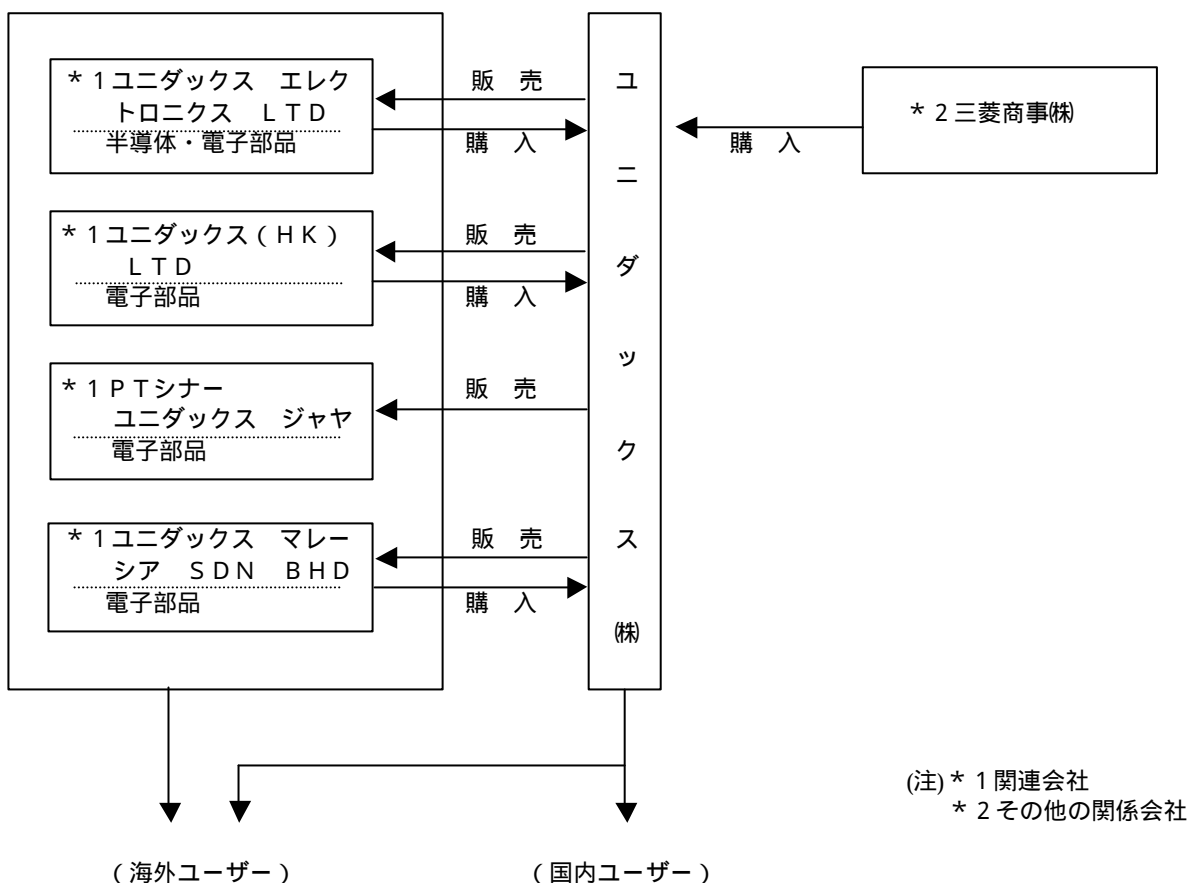 *1ユニダックス エレク
トロニクス LTD
半導体・電子部品
販 売
購 入
*1ユニダックス(HK)
LTD
電子部品
販 売
購 入
*1PTシナー
ユニダックス ジャヤ
電子部品
販 売
*1ユニダックス マレー
シア SDN BHD
電子部品
販 売
購 入
ユニダックス㈱
購 入
*2三菱商事㈱
(注)*1関連会社
*2その他の関係会社
(海外ユーザー)
(国内ユーザー)